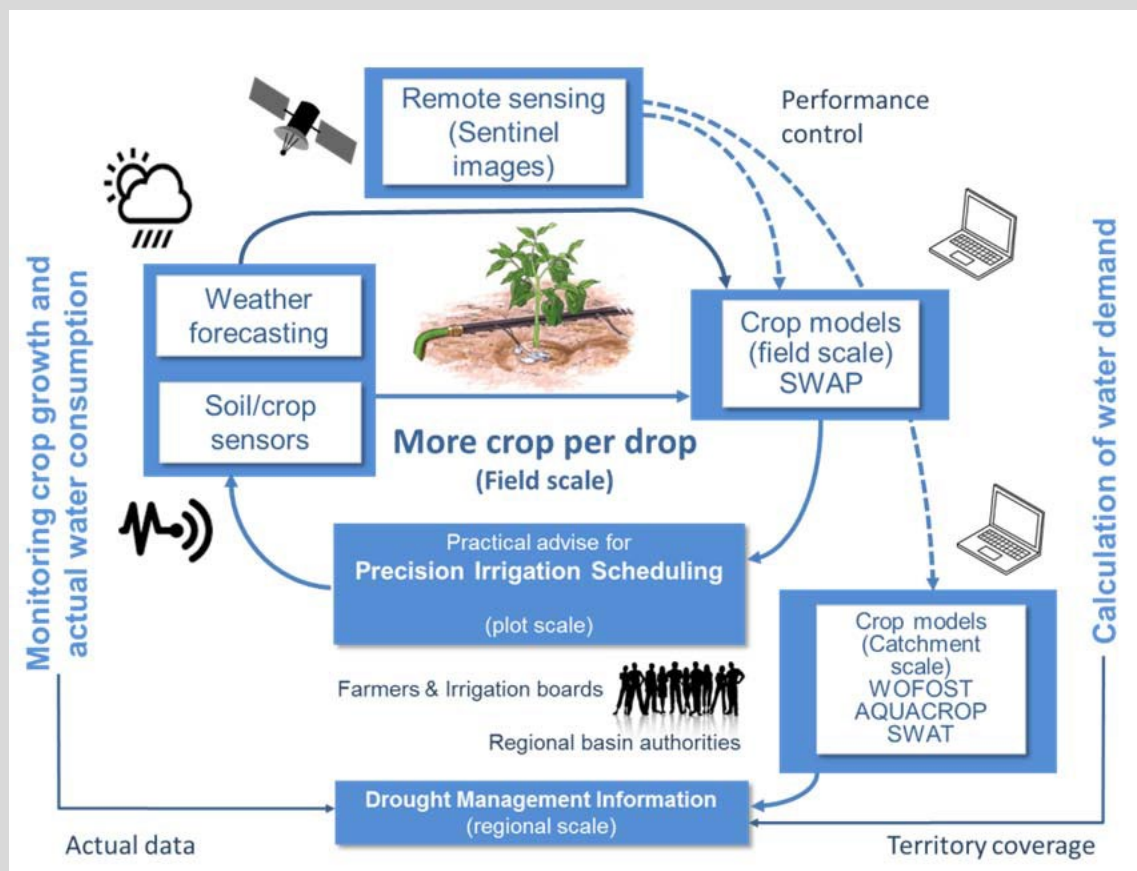 Remote sensing
(Sentinel
images)
Performance
control
Monitoring crop growth and
actual water consumption
Weather
forecasting
Soil/crop
sensors
Crop models
(field scale)
SWAP
Calculation of water demand
More crop per drop
(Field scale)
Practical advise for
Precision Irrigation Scheduling
(plot scale)
Crop models
(Catchment
scale)
WOFOST
AQUACROP
SWAT
Farmers & Irrigation boards
Regional basin authorities
Drought Management Information
(regional scale)
Actual data
Territory coverage